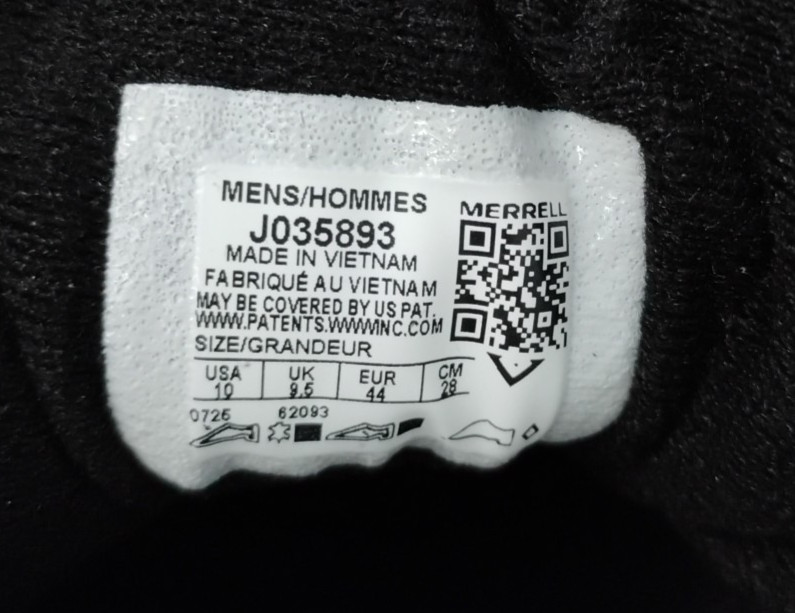 MENS/HOMMES
J035893
MADE IN VIETNAM
FABRIQUÉ AU VIETNAM
MAY BE COVERED BY US PAT.
WWW.PATENTS.WWWINC.COM
SIZE/GRANDEUR
USA UK EUR CM
10 9.5 44 28
0726 62093
MERRELL